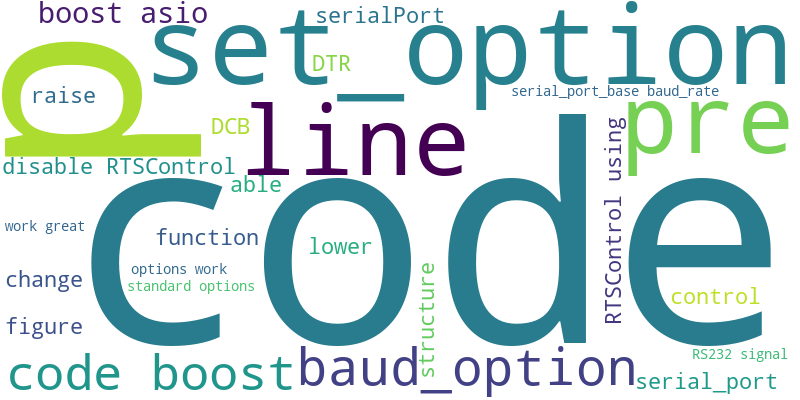 boost asio
serialPort
set_option
p
DTR
raise
serial_port_base baud_rate
line
pre
DCB
disable RTSControl
able
code
RTSControl using
work great
function
lower
options work
change
standard options
structure
control
figure
code boost
baud_option
RS232 signal
serial_port